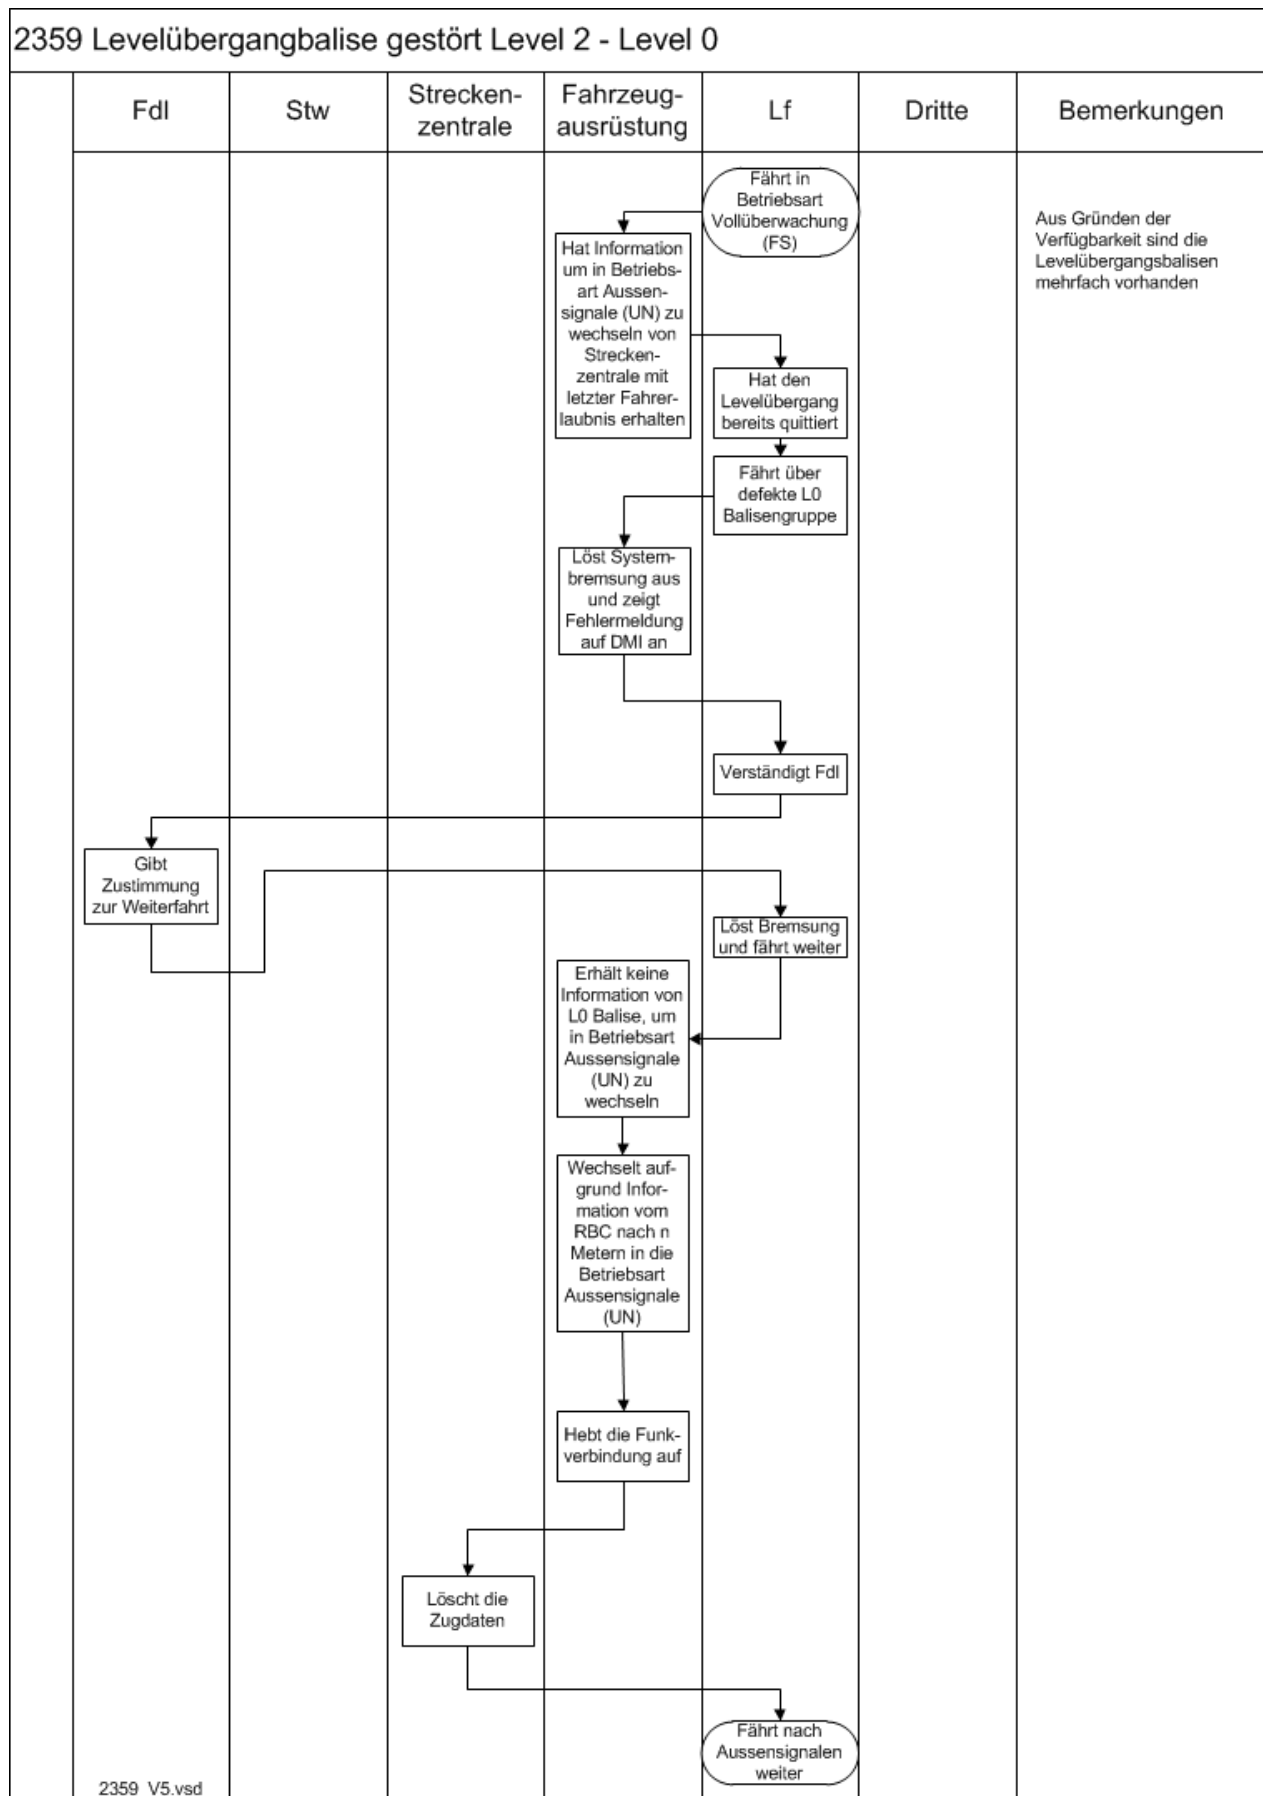 2359 Levelübergangbalise gestört Level 2 - Level 0
Fdl
Stw
Strecken-
zentrale
Fahrzeug-
ausrüstung
Lf
Dritte
Bemerkungen
Fährt in
Betriebsart
Vollüberwachung
(FS)
Aus Gründen der
Verfügbarkeit sind die
Levelübergangsbalisen
mehrfach vorhanden
Hat Information
um in Betriebs-
art Aussen-
signale (UN) zu
wechseln von
Strecken-
zentrale mit
letzter Fahrer-
laubnis erhalten
Hat den
Levelübergang
bereits quittiert
Fährt über
defekte L0
Balisengruppe
Löst System-
bremsung aus
und zeigt
Fehlermeldung
auf DMI an
Verständigt Fdl
Gibt
Zustimmung
zur Weiterfahrt
Löst Bremsung
und fährt weiter
Erhält keine
Information von
L0 Balise, um
in Betriebsart
Aussensignale
(UN) zu
wechseln
Wechselt auf-
grund Infor-
mation vom
RBC nach n
Metern in die
Betriebsart
Aussensignale
(UN)
Hebt die Funk-
verbindung auf
Löscht die
Zugdaten
Fährt nach
Aussensignalen
weiter
2359_V5.vsd